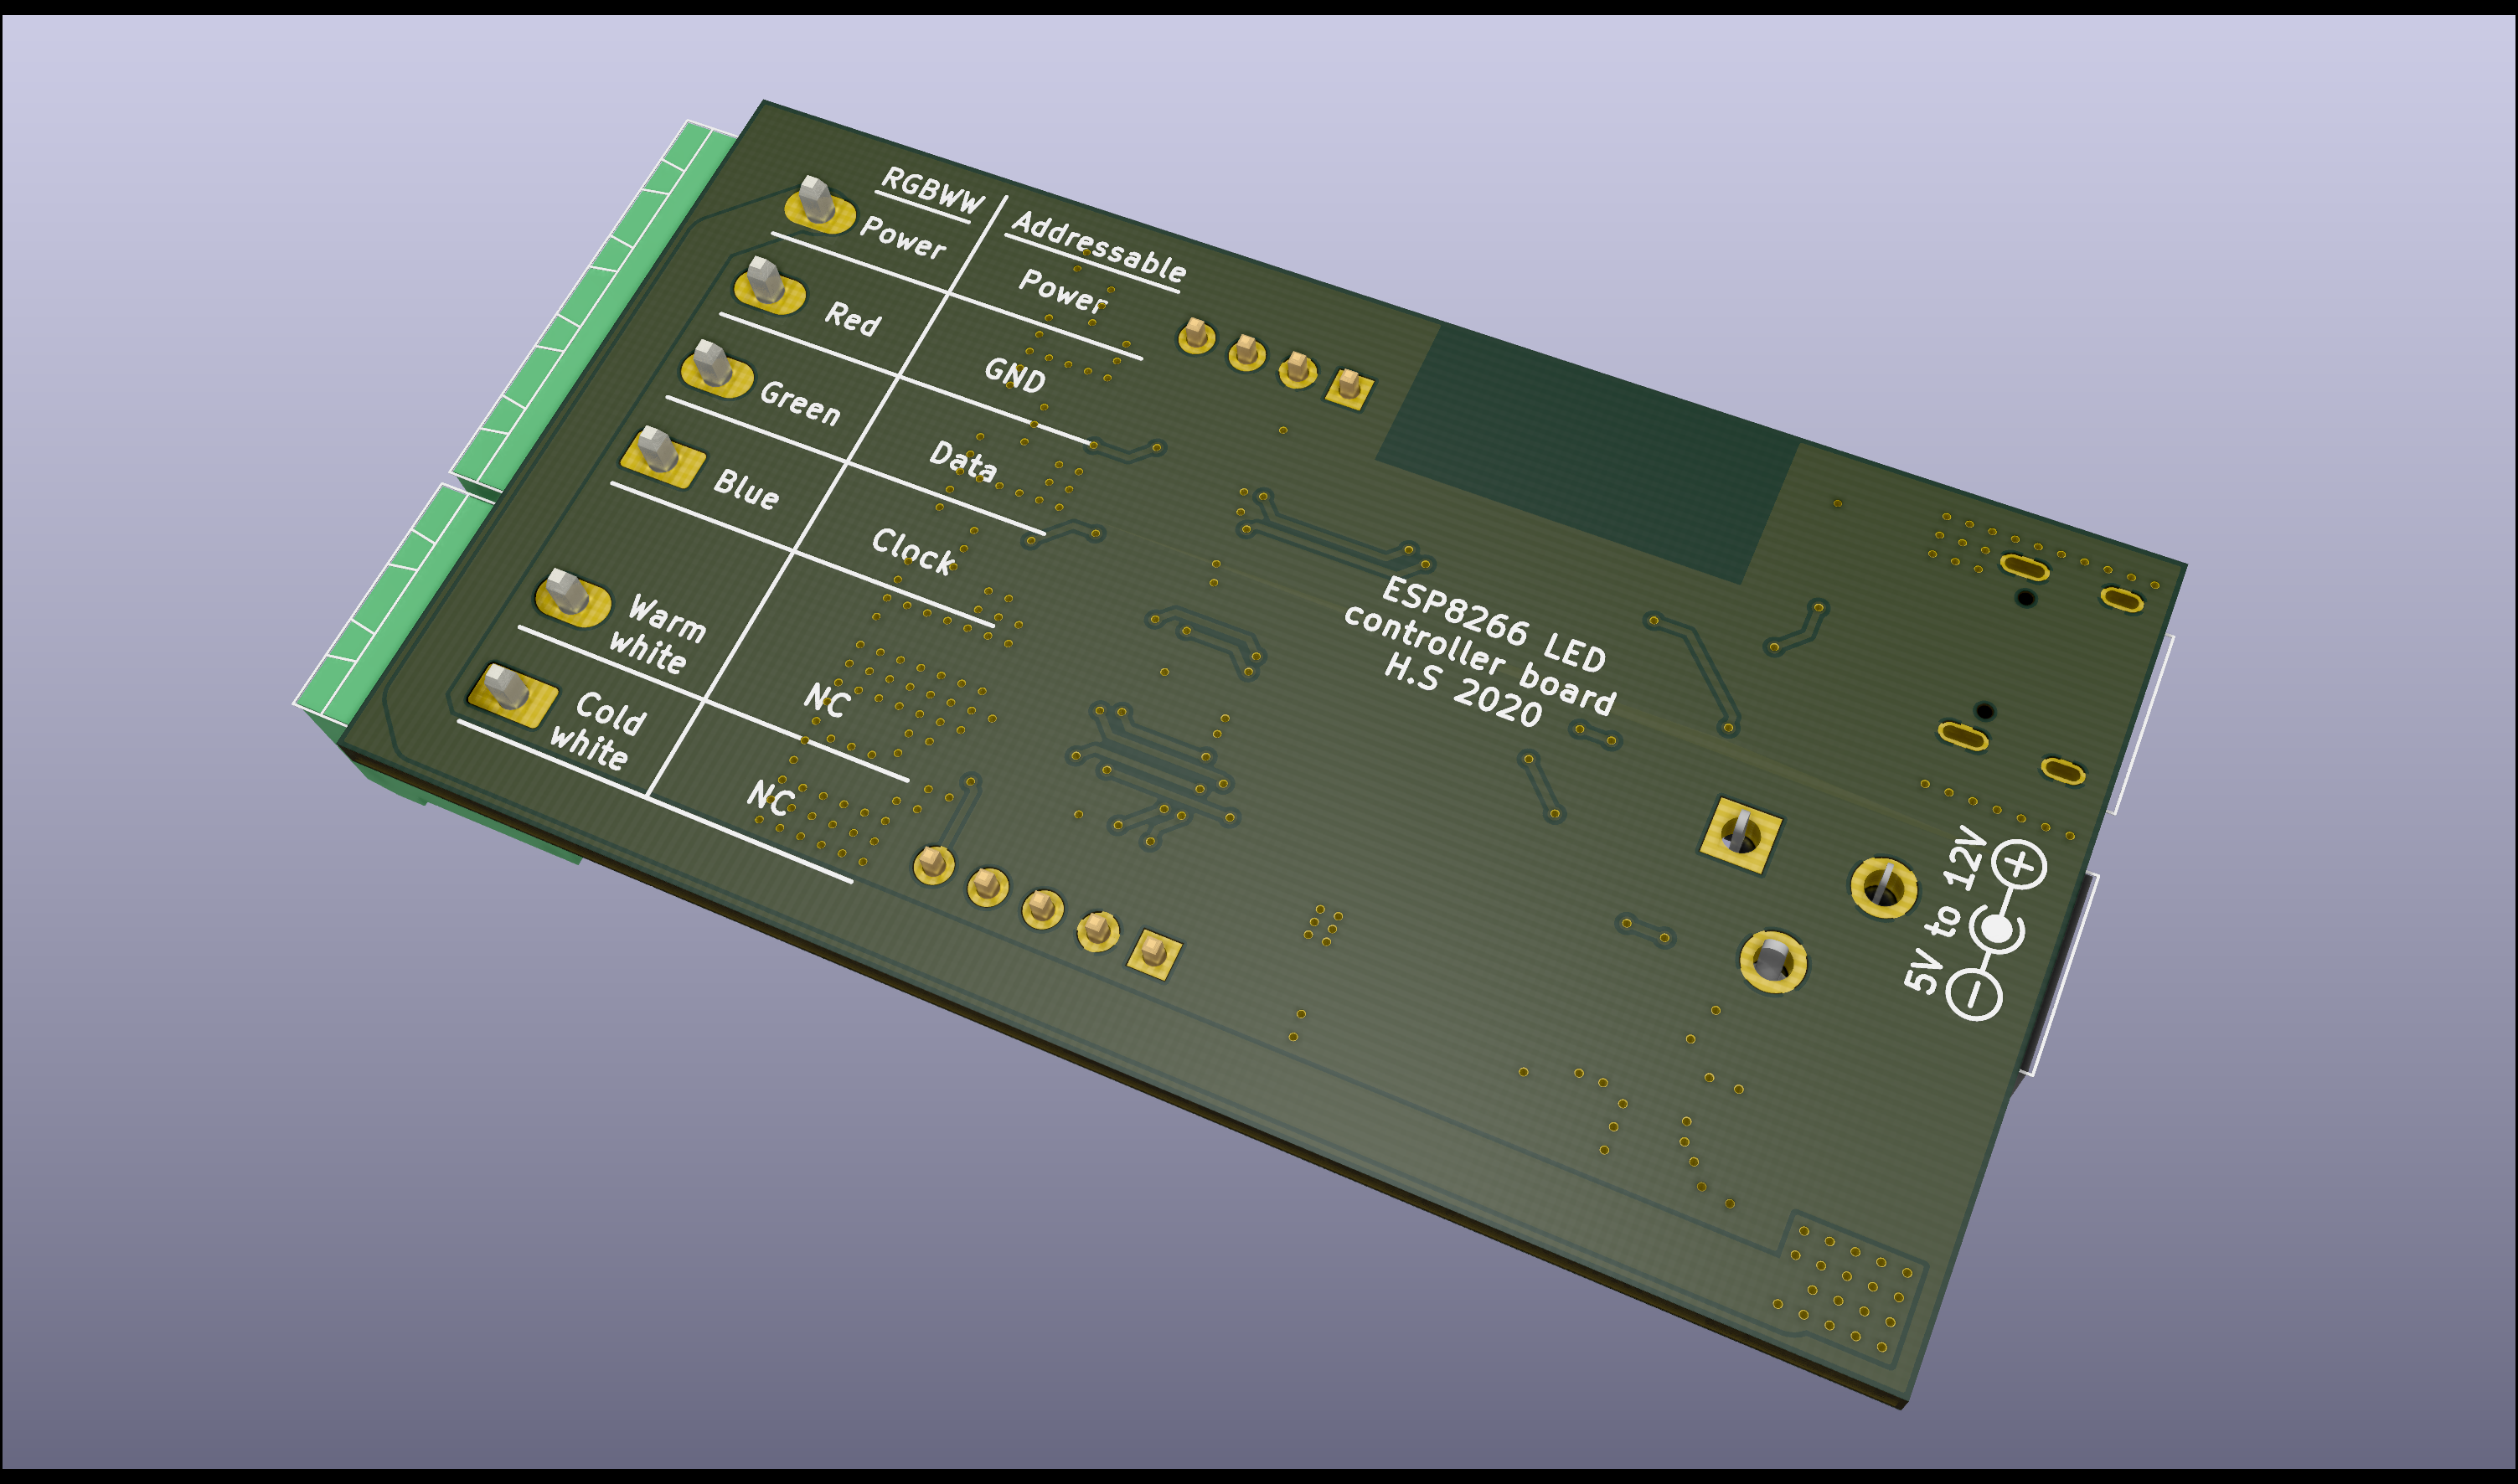 RGBWW
Addressable
Power
Power
Red
GND
Green
Data
Blue
Clock
Warm
white
NC
Cold
white
NC
ESP8266 LED
controller board
H.S 2020
5V to 12V